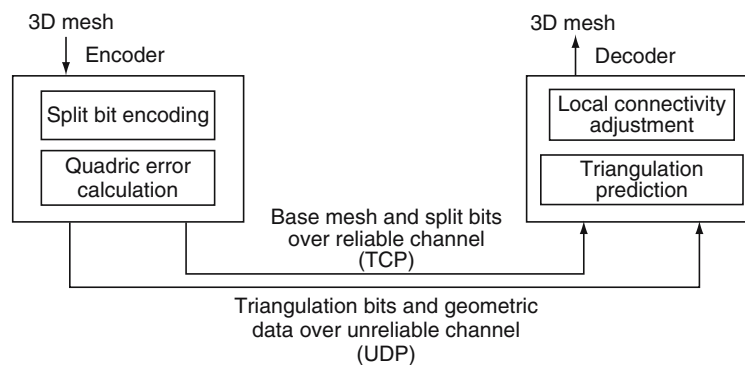 3D mesh
Encoder
Split bit encoding
Quadric error
calculation
3D mesh
Decoder
Local connectivity
adjustment
Triangulation
prediction
Base mesh and split bits
over reliable channel
(TCP)
Triangulation bits and geometric
data over unreliable channel
(UDP)